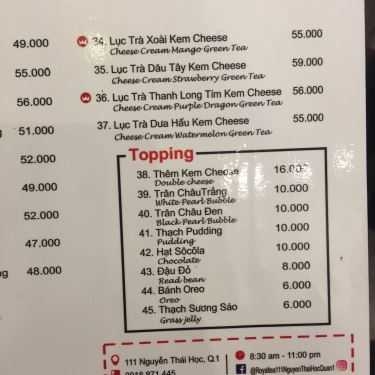 49.000
55.000
56.000
51.000
52.000
49.000
52.000
47.000
48.000
34. Lục Trà Xoài Kem Cheese 55.000
Cheese Cream Mango Green Tea
35. Lục Trà Dâu Tây Kem Cheese 59.000
Cheese Cream Strawberry Green Tea
36. Lục Trà Thanh Long Tím Kem Cheese 56.000
Cheese Cream Purple Dragon Green Tea
37. Lục Trà Dưa Hấu Kem Cheese 55.000
Cheese Cream Watermelon Green Tea
Topping
38. Thêm Kem Cheese 16.000
Double cheese
39. Trân ChâuTrắng 10.000
White Pearl Bubble
40. Trân Châu Đen 10.000
Black Pearl Bubble
41. Thạch Pudding 10.000
Pudding
42. Hạt Sôcôla 10.000
Chocolate
43. Đậu Đỏ 8.000
Read bean
44. Bánh Oreo 6.000
Oreo
45. Thạch Sương Sáo 6.000
Grass jelly
111 Nguyễn Thái Học, Q.1
8:30 am - 11:00 pm
0918 871 445
@Royaltea111NguyenThaiHocQuan1